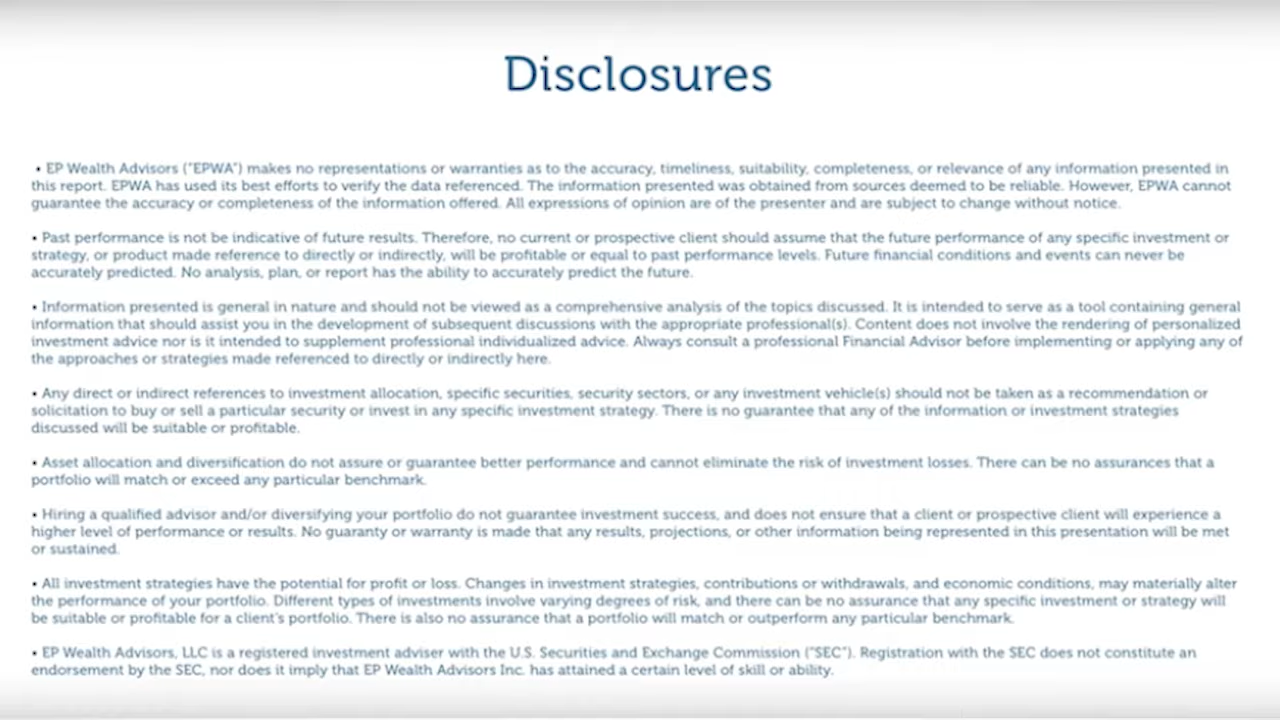 Disclosures
• EP Wealth Advisors ("EPWA") makes no representations or warranties as to the accuracy, timeliness, suitability, completeness, or relevance of any information presented in
this report. EPWA has used its best efforts to verify the data referenced. The information presented was obtained from sources deemed to be reliable. However, EPWA cannot
guarantee the accuracy or completeness of the information offered. All expressions of opinion are of the presenter and are subject to change without notice.
• Past performance is not be indicative of future results. Therefore, no current or prospective client should assume that the future performance of any specific investment or
strategy, or product made reference to directly or indirectly, will be profitable or equal to past performance levels. Future financial conditions and events can never be
accurately predicted. No analysis, plan, or report has the ability to accurately predict the future.
• Information presented is general in nature and should not be viewed as a comprehensive analysis of the topics discussed. It is intended to serve as a tool containing general
information that should assist you in the development of subsequent discussions with the appropriate professional(s). Content does not involve the rendering of personalized
investment advice nor is it intended to supplement professional individualized advice. Always consult a professional Financial Advisor before implementing or applying any of
the approaches or strategies made referenced to directly or indirectly here.
• Any direct or indirect references to investment allocation, specific securities, security sectors, or any investment vehicle(s) should not be taken as a recommendation or
solicitation to buy or sell a particular security or invest in any specific investment strategy. There is no guarantee that any of the information or investment strategies
discussed will be suitable or profitable.
• Asset allocation and diversification do not assure or guarantee better performance and cannot eliminate the risk of investment losses. There can be no assurances that a
portfolio will match or exceed any particular benchmark.
• Hiring a qualified advisor and/or diversifying your portfolio do not guarantee investment success, and does not ensure that a client or prospective client will experience a
higher level of performance or results. No guaranty or warranty is made that any results, projections, or other information being represented in this presentation will be met
or sustained.
• All investment strategies have the potential for profit or loss. Changes in investment strategies, contributions or withdrawals, and economic conditions, may materially alter
the performance of your portfolio. Different types of investments involve varying degrees of risk, and there can be no assurance that any specific investment or strategy will
be suitable or profitable for a client's portfolio. There is also no assurance that a portfolio will match or outperform any particular benchmark.
• EP Wealth Advisors, LLC is a registered investment adviser with the U.S. Securities and Exchange Commission ("SEC"). Registration with the SEC does not constitute an
endorsement by the SEC, nor does it imply that EP Wealth Advisors Inc. has attained a certain level of skill or ability.